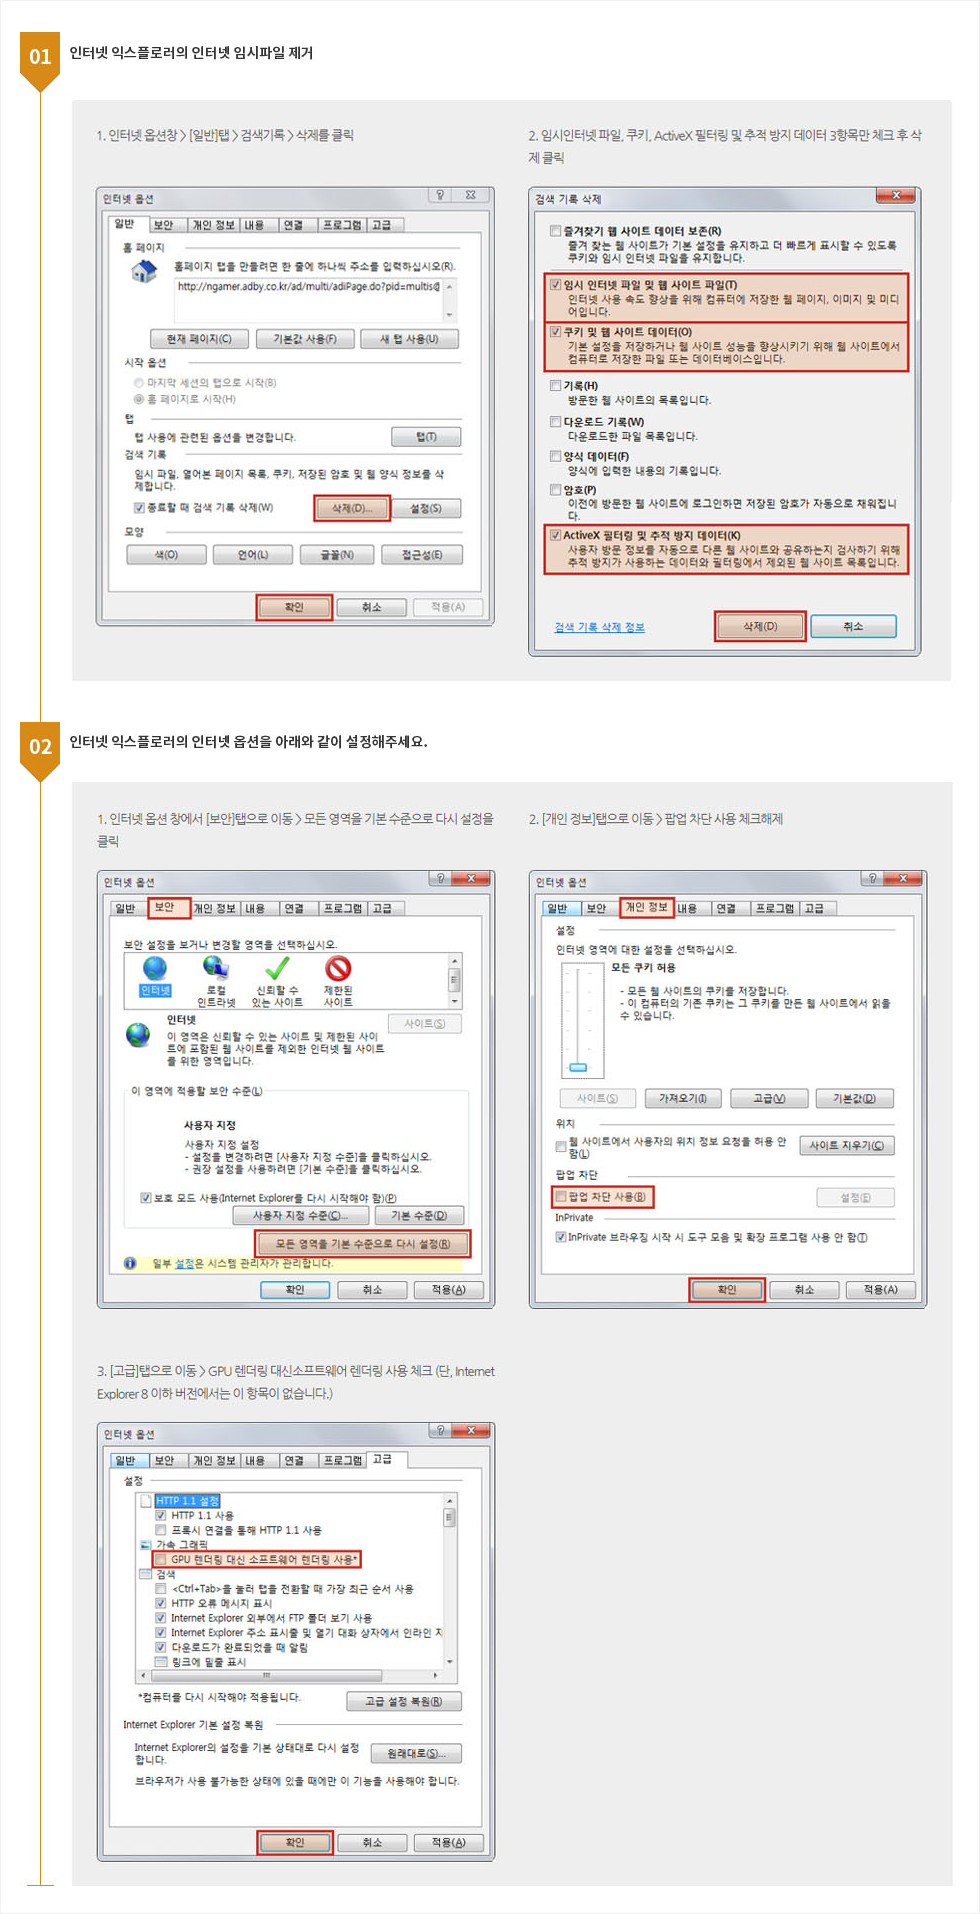 01
인터넷 익스플로러의 인터넷 임시파일 제거
1. 인터넷 옵션창 > [일반]탭 > 검색기록 > 삭제를 클릭
인터넷 옵션
일반 보안 개인 정보 내용 연결 프로그램 고급
홈 페이지
홈페이지 탭을 만들려면 한 줄에 하나씩 주소를 입력하십시오(R).
http://ngamer.adby.co.kr/ad/multi/adiPage.do?pid=multis@
현재 페이지(C) 기본값 사용(F) 새 탭 사용(U)
시작 옵션
마지막 세션의 탭으로 시작(B)
홈 페이지로 시작(H)
탭
탭 사용에 관련된 옵션을 변경합니다.
탭(T)
검색 기록
임시 파일, 열어본 페이지 목록, 쿠키, 저장된 암호 및 웹 양식 정보를 삭
제합니다.
종료할 때 검색 기록 삭제(W)
삭제(D)... 설정(S)
모양
색(O) 언어(L) 글꼴(N) 접근성(E)
확인 취소 적용(A)
2. 임시인터넷 파일, 쿠키, ActiveX 필터링 및 추적 방지 데이터 3항목만 체크 후 삭
제 클릭
검색 기록 삭제
즐겨찾기 웹 사이트 데이터 보존(R)
즐겨 찾는 웹 사이트가 기본 설정을 유지하고 더 빠르게 표시할 수 있도록
쿠키와 임시 인터넷 파일을 유지합니다.
임시 인터넷 파일 및 웹 사이트 파일(T)
인터넷 사용 속도 향상을 위해 컴퓨터에 저장한 웹 페이지, 이미지 및 미디
어입니다.
쿠키 및 웹 사이트 데이터(O)
기본 설정을 저장하거나 웹 사이트 성능을 향상시키기 위해 웹 사이트에서
컴퓨터로 저장한 파일 또는 데이터베이스입니다.
기록(H)
방문한 웹 사이트의 목록입니다.
다운로드 기록(W)
다운로드한 파일 목록입니다.
양식 데이터(F)
양식에 입력한 내용의 기록입니다.
암호(P)
이전에 방문한 웹 사이트에 로그인하면 저장된 암호가 자동으로 채워집니
다.
ActiveX 필터링 및 추적 방지 데이터(K)
사용자 방문 정보를 자동으로 다른 웹 사이트와 공유하는지 검사하기 위해
추적 방지가 사용하는 데이터와 필터링에서 제외된 웹 사이트 목록입니다.
검색 기록 삭제 정보
삭제(D) 취소
02
인터넷 익스플로러의 인터넷 옵션을 아래와 같이 설정해주세요.
1. 인터넷 옵션 창에서 [보안]탭으로 이동 > 모든 영역을 기본 수준으로 다시 설정을
클릭
인터넷 옵션
일반 보안 개인 정보 내용 연결 프로그램 고급
보안 설정을 보거나 변경할 영역을 선택하십시오.
인터넷 로컬 신뢰할 수 제한된
인트라넷 있는 사이트 사이트
인터넷
사이트(S)
이 영역은 신뢰할 수 있는 사이트 및 제한된 사이
트에 포함된 웹 사이트를 제외한 인터넷 웹 사이트
를 위한 영역입니다.
이 영역에 적용할 보안 수준(L)
사용자 지정
사용자 지정 설정
- 설정을 변경하려면 [사용자 지정 수준]을 클릭하십시오.
- 권장 설정을 사용하려면 [기본 수준]을 클릭하십시오.
보호 모드 사용(Internet Explorer를 다시 시작해야 함)(P)
사용자 지정 수준(C)... 기본 수준(D)
모든 영역을 기본 수준으로 다시 설정(R)
일부 설정은 시스템 관리자가 관리합니다.
확인 취소 적용(A)
2. [개인 정보]탭으로 이동 > 팝업 차단 사용 체크해제
인터넷 옵션
일반 보안 개인 정보 내용 연결 프로그램 고급
설정
인터넷 영역에 대한 설정을 선택하십시오.
모든 쿠키 허용
- 모든 웹 사이트의 쿠키를 저장합니다.
- 이 컴퓨터의 기존 쿠키는 그 쿠키를 만든 웹 사이트에서 읽을
수 있습니다.
사이트(S) 가져오기(I) 고급(V) 기본값(D)
위치
웹 사이트에서 사용자의 위치 정보 요청을 허용 안
함(L)
사이트 지우기(C)
팝업 차단
팝업 차단 사용(B)
설정(E)
InPrivate
InPrivate 브라우징 시작 시 도구 모음 및 확장 프로그램 사용 안 함(T)
확인 취소 적용(A)
3. [고급]탭으로 이동 > GPU 렌더링 대신소프트웨어 렌더링 사용 체크 (단, Internet
Explorer 8 이하 버전에서는 이 항목이 없습니다.)
인터넷 옵션
일반 보안 개인 정보 내용 연결 프로그램 고급
설정
HTTP 1.1 설정
HTTP 1.1 사용
프록시 연결을 통해 HTTP 1.1 사용
가속 그래픽
GPU 렌더링 대신 소프트웨어 렌더링 사용*
검색
<Ctrl+Tab>을 눌러 탭을 전환할 때 가장 최근 순서 사용
HTTP 오류 메시지 표시
Internet Explorer 외부에서 FTP 폴더 보기 사용
Internet Explorer 주소 표시줄 및 열기 대화 상자에서 인라인 자
다운로드가 완료되었을 때 알림
링크에 밑줄 표시
*컴퓨터를 다시 시작해야 적용됩니다.
고급 설정 복원(R)
Internet Explorer 기본 설정 복원
Internet Explorer의 설정을 기본 상태대로 다시 설정
합니다.
원래대로(S)...
브라우저가 사용 불가능한 상태에 있을 때에만 이 기능을 사용해야 합니다.
확인 취소 적용(A)